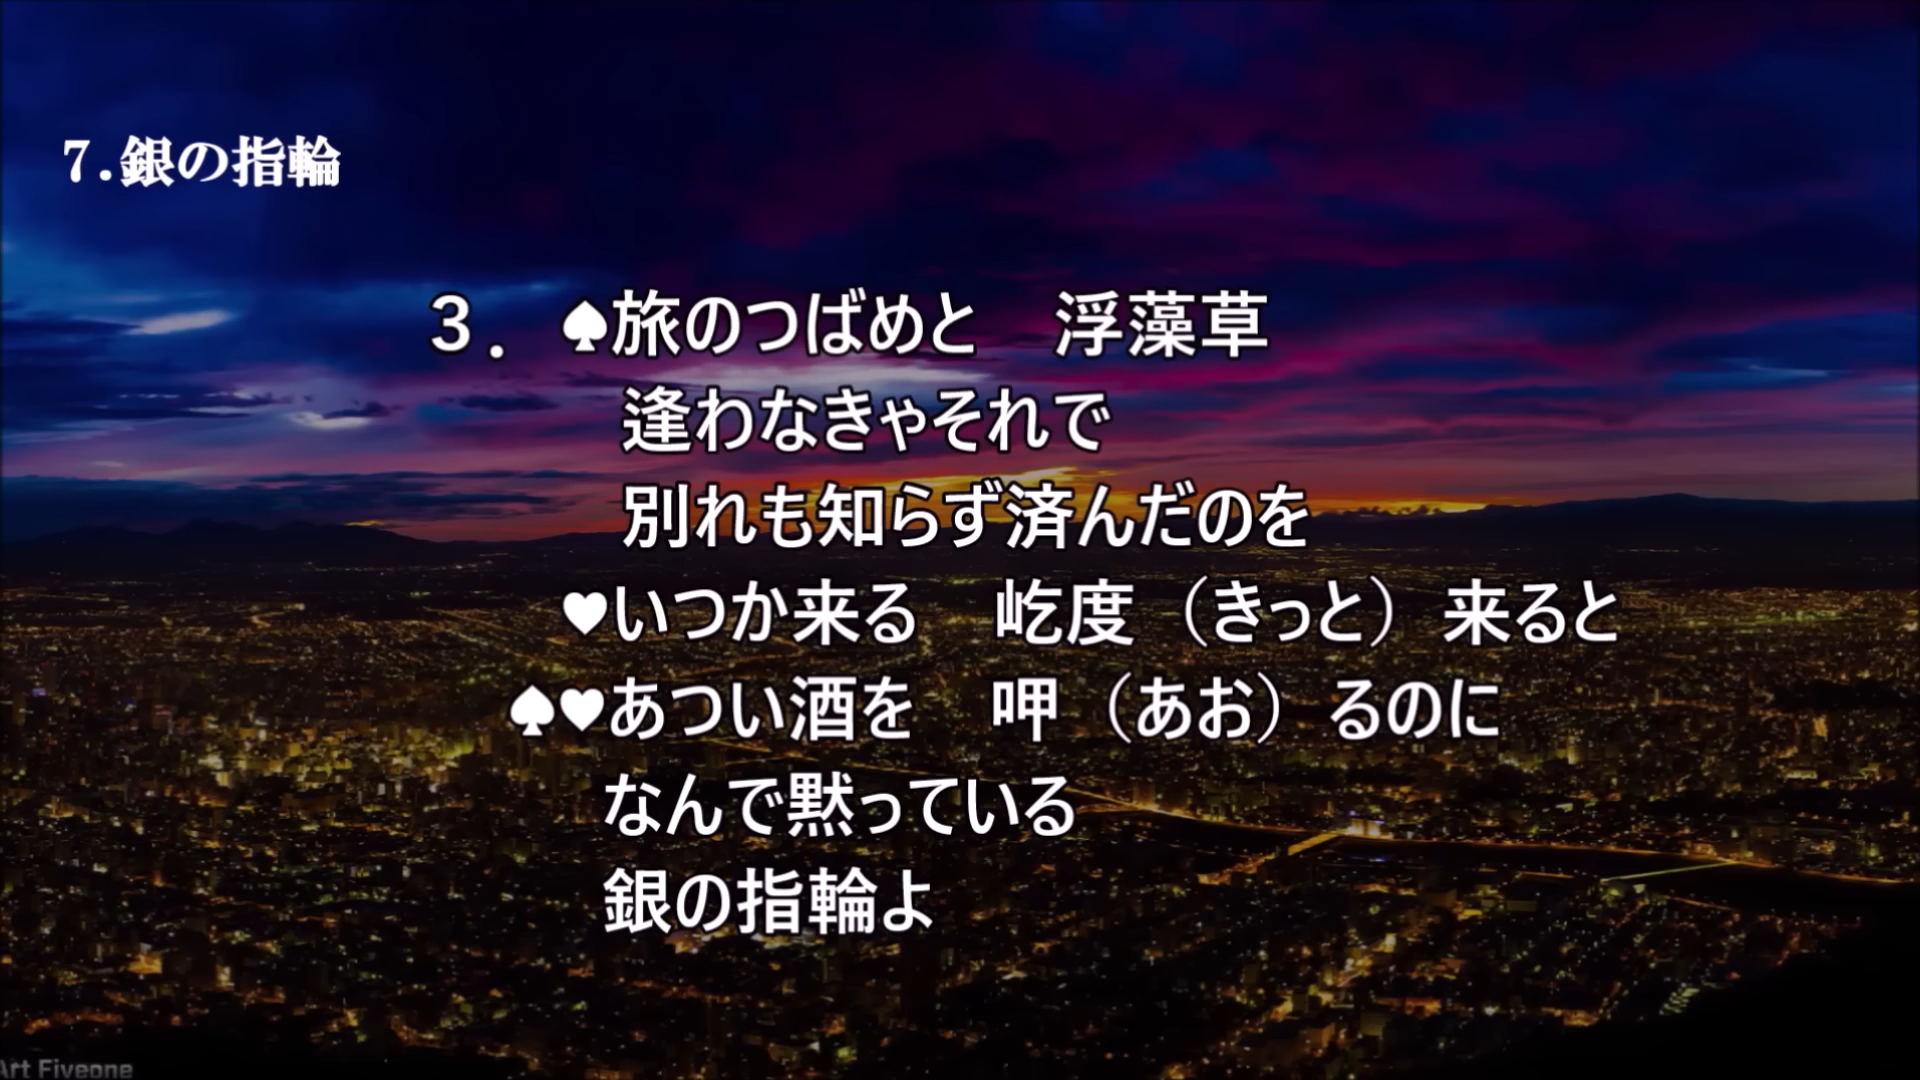 7.銀の指輪
3．♠旅のつばめと　浮藻草
逢わなきゃそれで
別れも知らず済んだのを
♥いつか来る　屹度（きっと）来ると
♠♥あつい酒を　呷（あお）るのに
なんで黙っている
銀の指輪よ
Art Fiveone